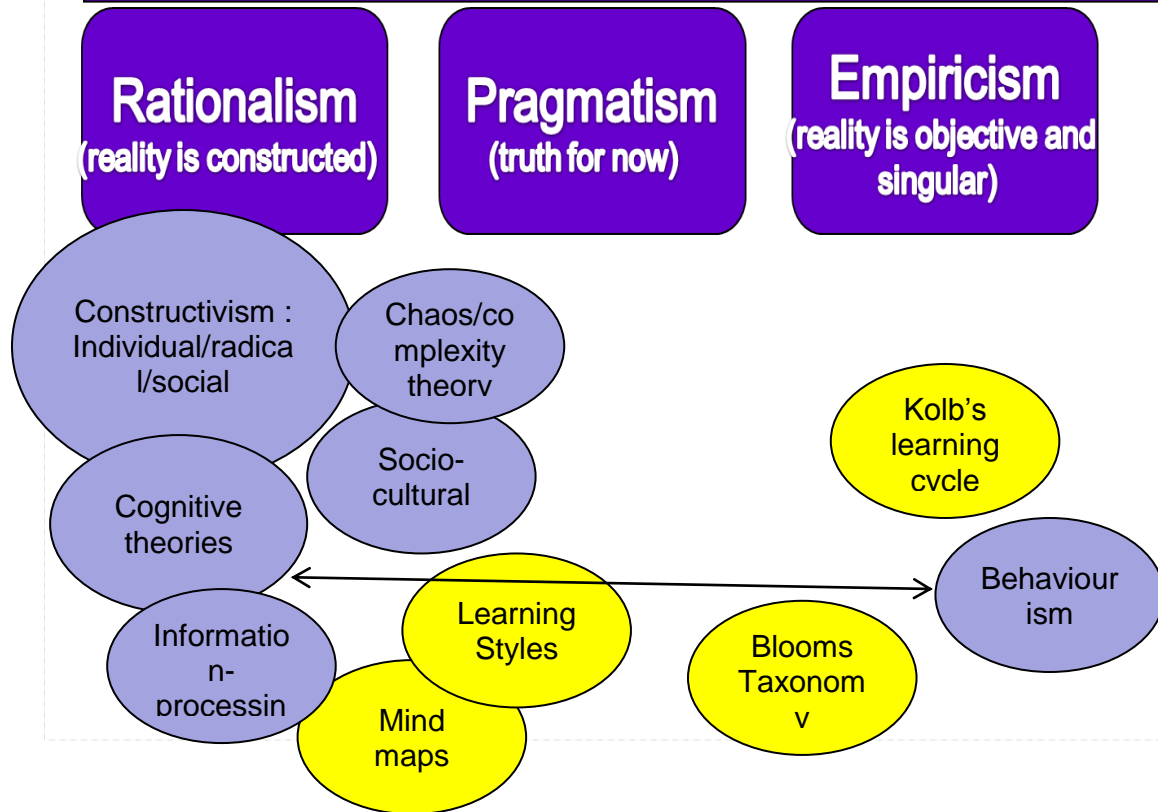 Rationalism
(reality is constructed)
Pragmatism
(truth for now)
Empiricism
(reality is objective and
singular)
Constructivism :
Individual/radica
l/social
Chaos/co
mplexity
theory
Kolb’s
learning
cycle
Socio-
cultural
Cognitive
theories
Behaviour
ism
Learning
Styles
Informatio
n-
processin
Blooms
Taxonom
y
Mind
maps